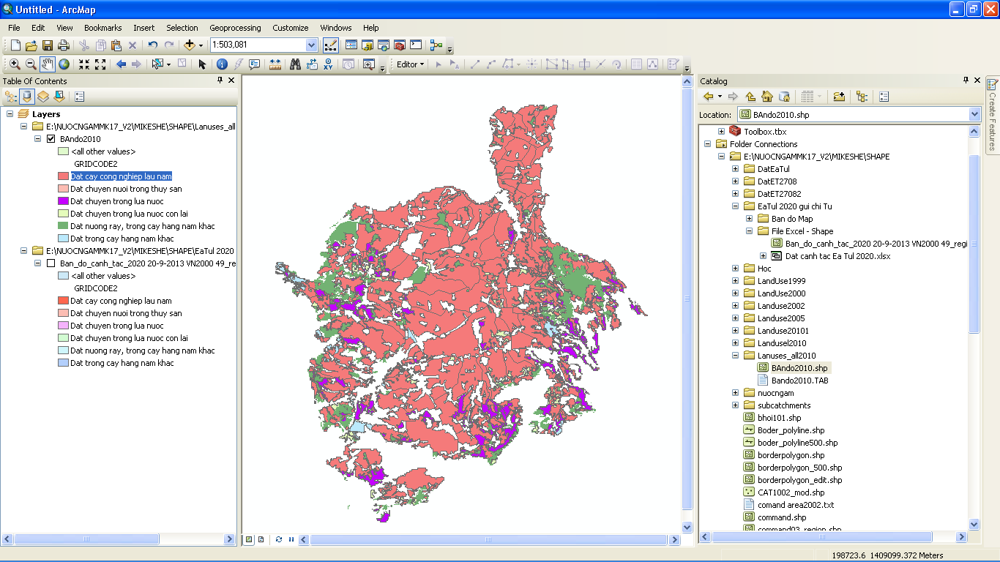 Untitled - ArcMap
File Edit View Bookmarks Insert Selection Geoprocessing Customize Windows Help
1:503,081
Editor
Table Of Contents
Layers
E:\NUOCNGAMMK17_V2\MIKESHE\SHAPE\Lanuses_all
BAndo2010
<all other values>
GRIDCODE2
Dat cay cong nghiep lau nam
Dat chuyen nuoi trong thuy san
Dat chuyen trong lua nuoc
Dat chuyen trong lua nuoc con lai
Dat nuong ray, trong cay hang nam khac
Dat trong cay hang nam khac
E:\NUOCNGAMMK17_V2\MIKESHE\SHAPE\EaTul 2020
Ban_do_canh_tac_2020 20-9-2013 VN2000 49_re
<all other values>
GRIDCODE2
Dat cay cong nghiep lau nam
Dat chuyen nuoi trong thuy san
Dat chuyen trong lua nuoc
Dat chuyen trong lua nuoc con lai
Dat nuong ray, trong cay hang nam khac
Dat trong cay hang nam khac
Catalog
Location: BAndo2010.shp
Toolbox.tbx
Folder Connections
E:\NUOCNGAMMK17_V2\MIKESHE\SHAPE
DatEaTul
DatET2708
DatET27082
EaTul 2020 gui chi Tu
Ban do Map
File Excel - Shape
Ban_do_canh_tac_2020 20-9-2013 VN2000 49_regi
Dat canh tac Ea Tul 2020.xlsx
Hoc
LandUse1999
LandUse2000
Landuse2002
Landuse2005
Landuse20101
Landusel2010
Lanuses_all2010
BAndo2010.shp
Bando2010.TAB
nuocngam
subcatchments
bhoi101.shp
Boder_polyline.shp
boder_polyline500.shp
borderpolygon.shp
borderpolygon_500.shp
borderpolygon_edit.shp
CAT1002_mod.shp
comand area2002.txt
command.shp
command03_region.shp
Create Features
198723.6 1409099.372 Meters